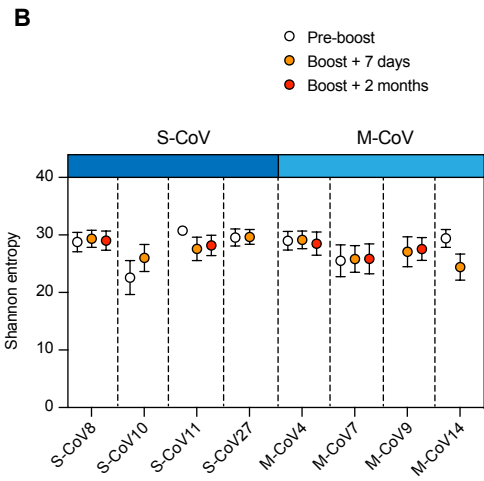 B
Pre-boost
Boost + 7 days
Boost + 2 months
S-CoV
M-CoV
Shannon entropy
40
30
20
10
0
S-CoV8
S-CoV10
S-CoV11
S-CoV27
M-CoV4
M-CoV7
M-CoV9
M-CoV14